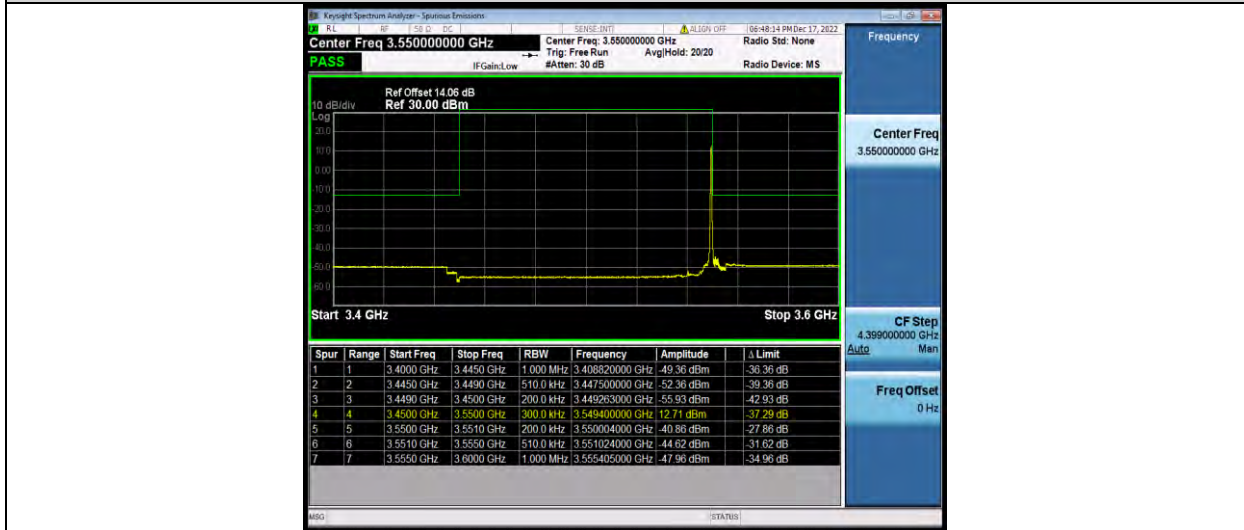 Keysight Spectrum Analyzer - Spurious Emissions
RL RF 50 Ω DC SENSE:INT ALIGN OFF 06:48:14 PM Dec 17, 2022
Center Freq 3.550000000 GHz Center Freq: 3.550000000 GHz Radio Std: None
Trig: Free Run Avg|Hold: 20/20
PASS IFGain:Low #Atten: 30 dB Radio Device: MS
Frequency
Ref Offset 14.06 dB
10 dB/div Ref 30.00 dBm
Log
20.0
10.0
0.00
-10.0
-20.0
-30.0
-40.0
-50.0
-60.0
Start 3.4 GHz Stop 3.6 GHz
Center Freq
3.550000000 GHz
CF Step
4.399000000 GHz
Auto Man
Freq Offset
0 Hz
Spur Range Start Freq Stop Freq RBW Frequency Amplitude Δ Limit
1 1 3.4000 GHz 3.4450 GHz 1.000 MHz 3.408820000 GHz -49.36 dBm -36.36 dB
2 2 3.4450 GHz 3.4490 GHz 510.0 kHz 3.447500000 GHz -52.36 dBm -39.36 dB
3 3 3.4490 GHz 3.4500 GHz 200.0 kHz 3.449263000 GHz -55.93 dBm -42.93 dB
4 4 3.4500 GHz 3.5500 GHz 300.0 kHz 3.549400000 GHz 12.71 dBm -37.29 dB
5 5 3.5500 GHz 3.5510 GHz 200.0 kHz 3.550004000 GHz -40.86 dBm -27.86 dB
6 6 3.5510 GHz 3.5550 GHz 510.0 kHz 3.551024000 GHz -44.62 dBm -31.62 dB
7 7 3.5550 GHz 3.6000 GHz 1.000 MHz 3.555405000 GHz -47.96 dBm -34.96 dB
MSG STATUS